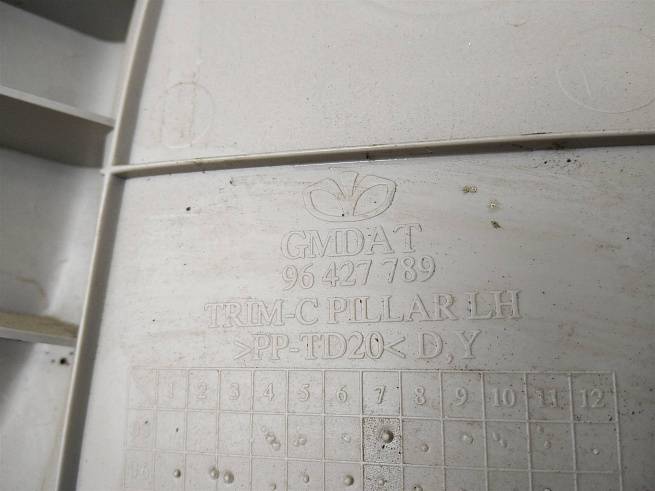 GMDAT
96 427 789
TRIM-C PILLAR LH
>PP-TD20< D,Y
1 2 3 4 5 6 7 8 9 10 11 12